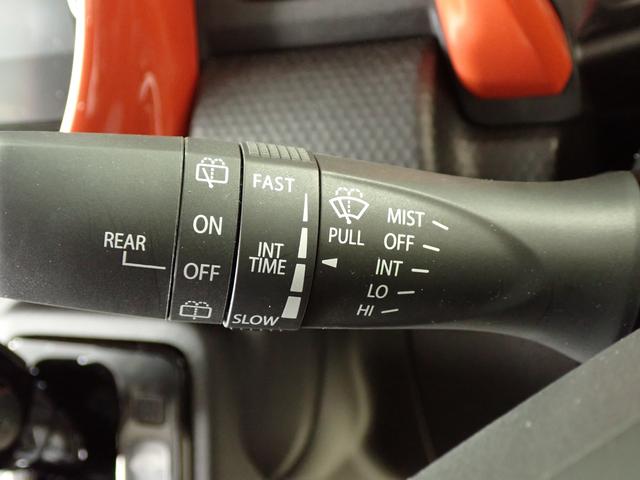 REAR
ON
OFF
FAST
INT
TIME
SLOW
PULL
MIST
OFF
INT
LO
HI